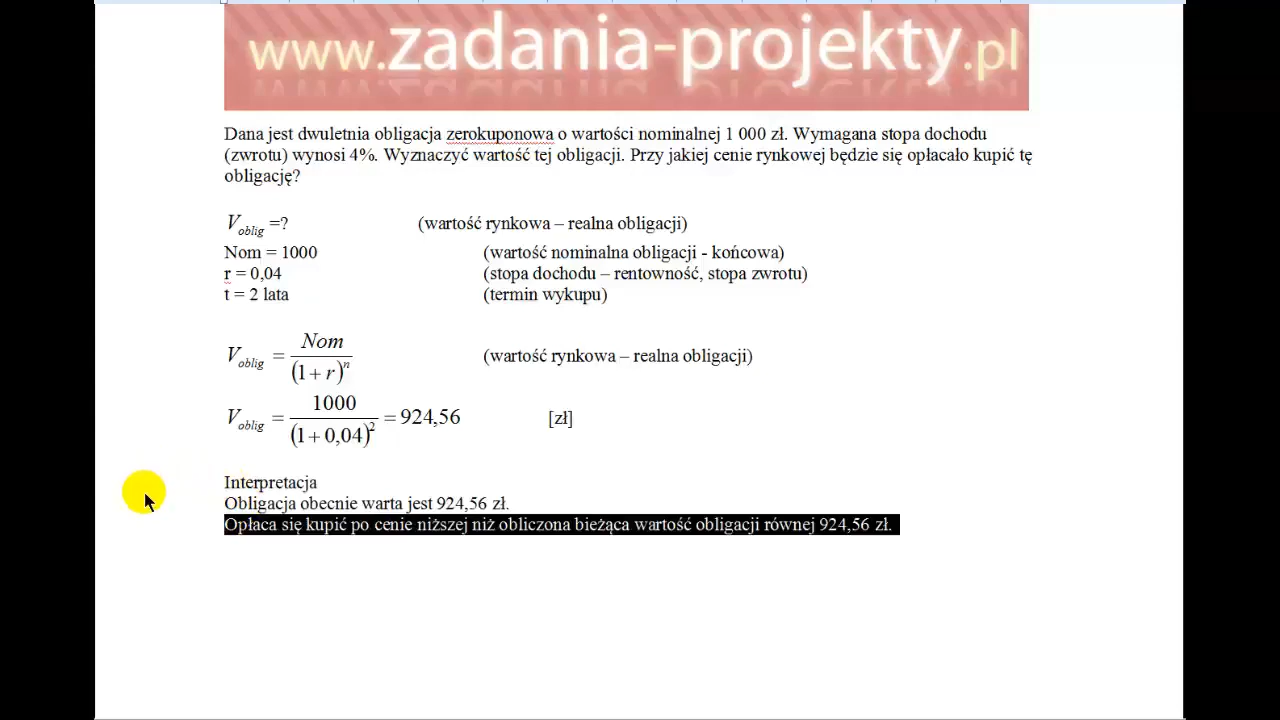 www.zadania-projekty.pl
Dana jest dwuletnia obligacja zerokuponowa o wartości nominalnej 1 000 zł. Wymagana stopa dochodu
(zwrotu) wynosi 4%. Wyznaczyć wartość tej obligacji. Przy jakiej cenie rynkowej będzie się opłacało kupić tę
obligację?
V_oblig =? (wartość rynkowa – realna obligacji)
Nom = 1000 (wartość nominalna obligacji - końcowa)
r = 0,04 (stopa dochodu – rentowność, stopa zwrotu)
t = 2 lata (termin wykupu)
V_oblig = Nom / (1 + r)^n (wartość rynkowa – realna obligacji)
V_oblig = 1000 / (1 + 0,04)^2 = 924,56 [zł]
Interpretacja
Obligacja obecnie warta jest 924,56 zł.
Opłaca się kupić po cenie niższej niż obliczona bieżąca wartość obligacji równej 924,56 zł.